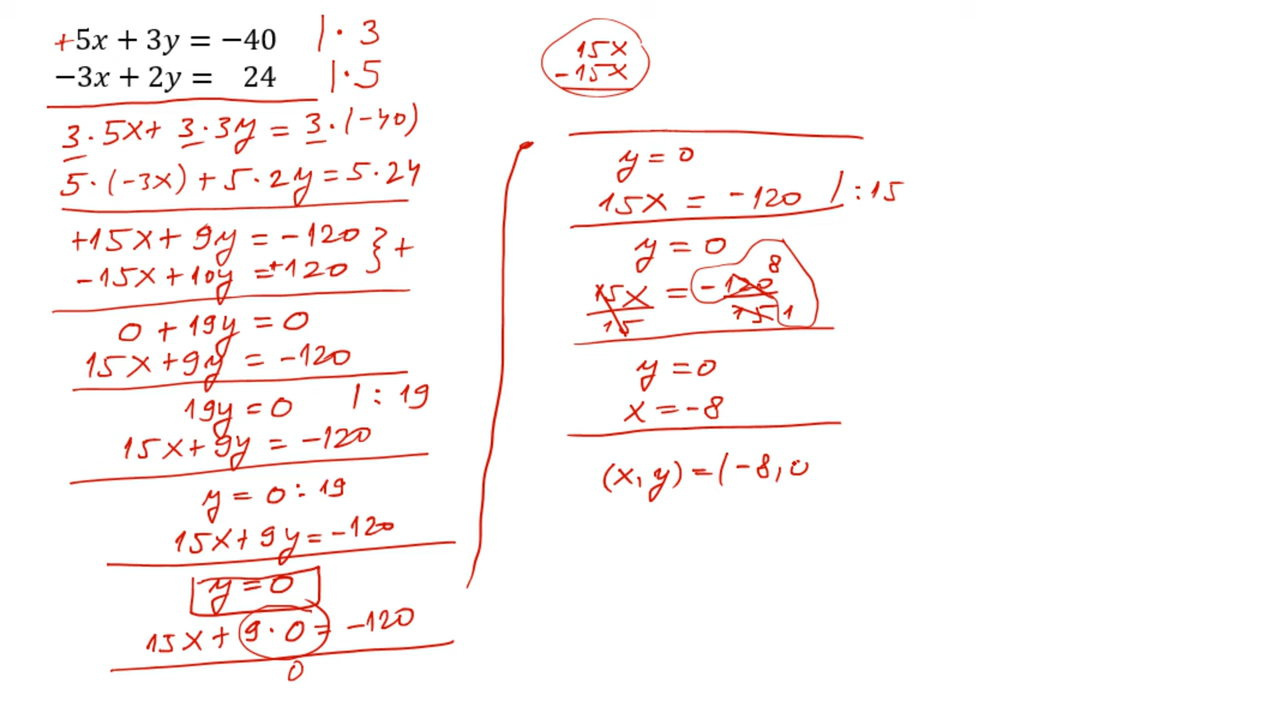 +5x + 3y = −40 | · 3
−3x + 2y = 24 | · 5
3 · 5x + 3 · 3y = 3 · (-40)
5 · (-3x) + 5 · 2y = 5 · 24
+15x + 9y = -120 } +
-15x + 10y = +120
0 + 19y = 0
15x + 9y = -120
19y = 0 | : 19
15x + 9y = -120
y = 0 : 19
15x + 9y = -120
y = 0
15x + 9 · 0 = -120
0
15x
-15x
y = 0
15x = -120 / : 15
y = 0
15x/15 = -120/15 8 1
y = 0
x = -8
(x, y) = (-8, 0